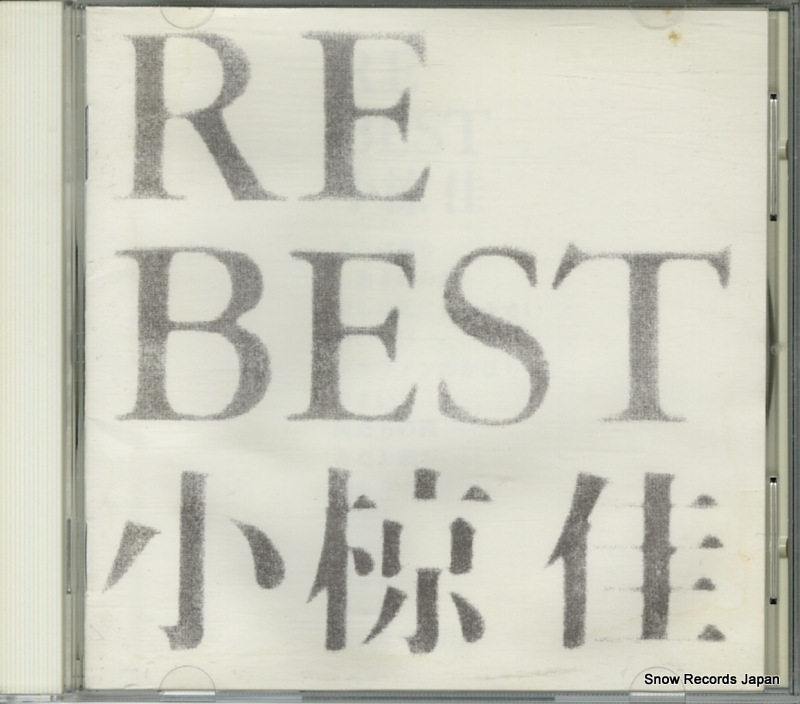 RE
BEST
小椋佳
Snow Records Japan